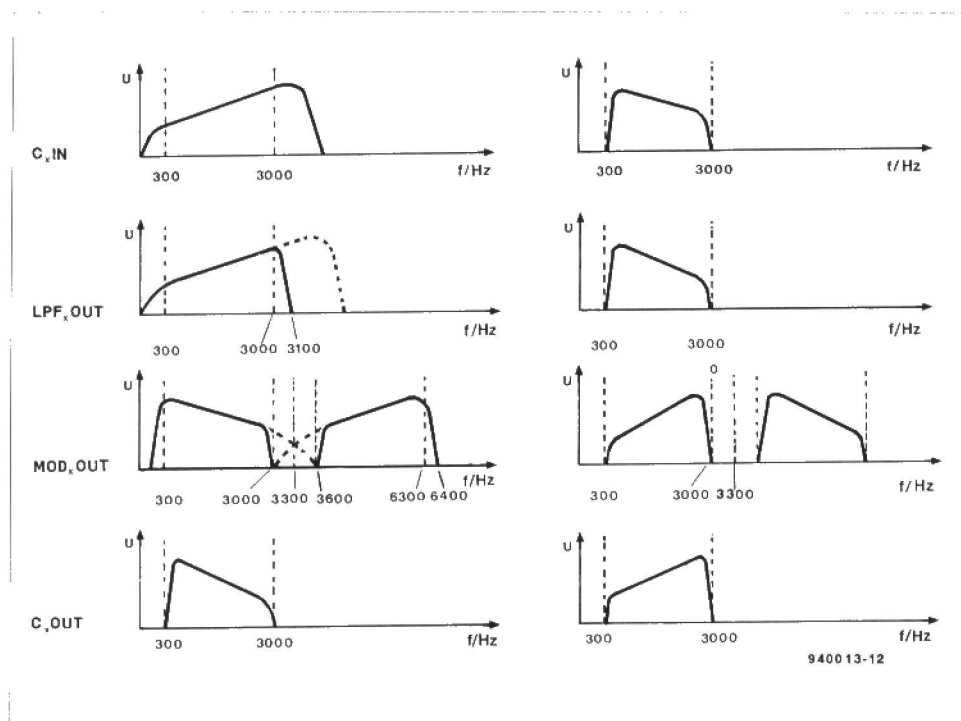 U U
CₓIN
300 3000 f/Hz 300 3000 f/Hz
U U
LPFₓOUT
f/Hz f/Hz
300 3000 3100 300 3000
0
U U
MODₓOUT
f/Hz f/Hz
300 3000 3300 3600 6300 6400 300 3000 3300
U U
CₓOUT
300 3000 f/Hz 300 3000 f/Hz
940013-12